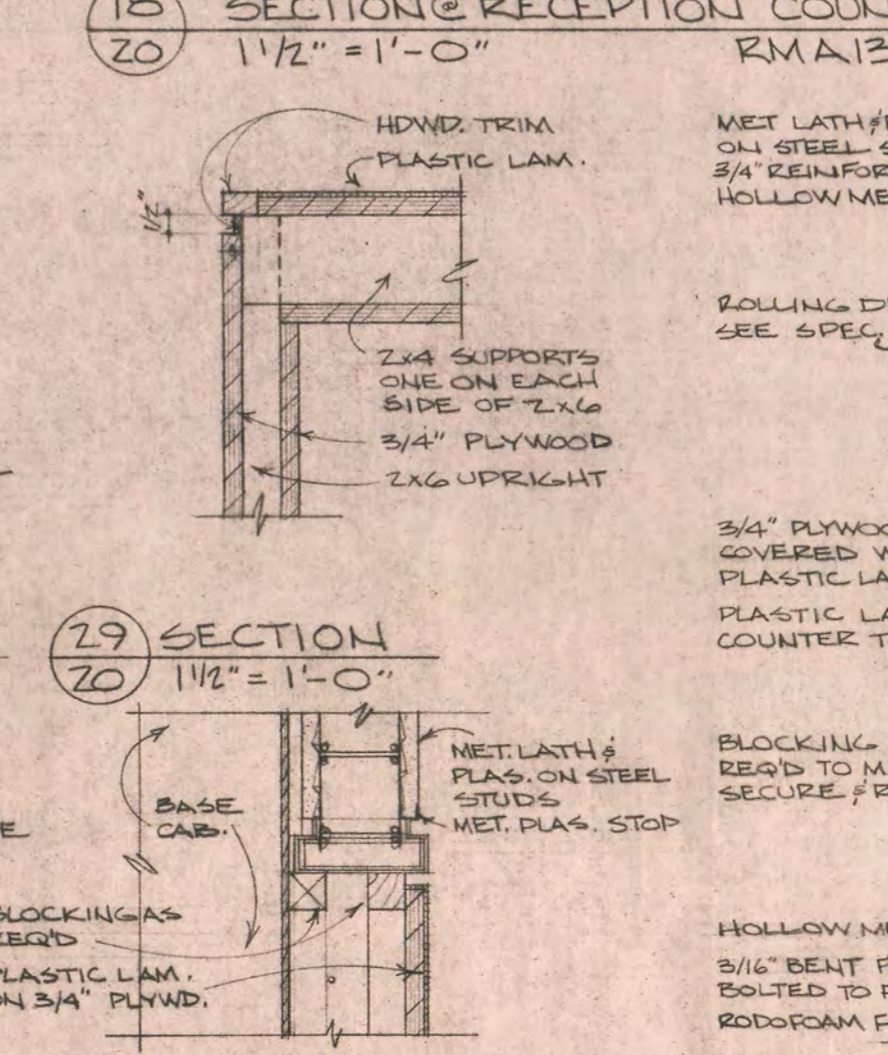 18 SECTION @ RECEPTION COUN
20 1 1/2" = 1'-0"
RM A13
HDWD. TRIM
PLASTIC LAM.
1/2"
2x4 SUPPORTS
ONE ON EACH
SIDE OF 2x6
3/4" PLYWOOD
2x6 UPRIGHT
29 SECTION
20 1 1/2" = 1'-0"
MET. LATH &
PLAS. ON STEEL
STUDS
MET. PLAS. STOP
BASE
CAB.
BLOCKING AS
REQ'D
PLASTIC LAM.
ON 3/4" PLYWD.
MET LATH &
ON STEEL S
3/4" REINFOR
HOLLOW ME
ROLLING D
SEE SPEC.
3/4" PLYWOO
COVERED W
PLASTIC LA
PLASTIC LA
COUNTER T
BLOCKING
REQ'D TO M
SECURE & R
HOLLOW M
3/16" BENT P
BOLTED TO
RODOFOAM F